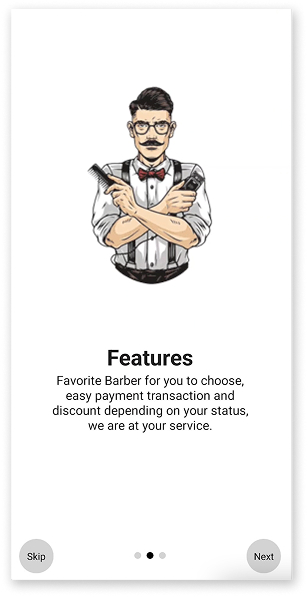 Features
Favorite Barber for you to choose,
easy payment transaction and
discount depending on your status,
we are at your service.
Skip
Next